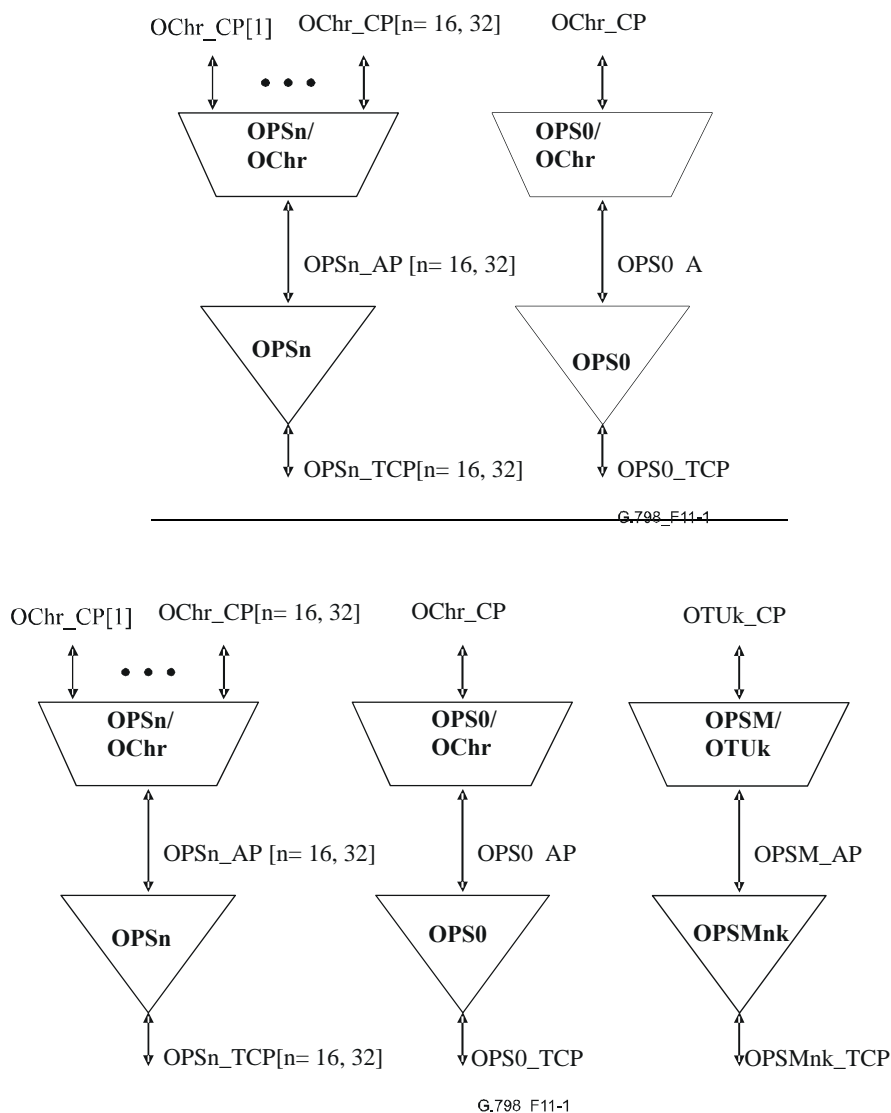 OChr_CP[1] OChr_CP[n= 16, 32] OChr_CP
OPSn/ OPS0/
OChr OChr
OPSn_AP [n= 16, 32] OPS0 A
OPSn OPS0
OPSn_TCP[n= 16, 32] OPS0_TCP
G.798_F11-1
OChr_CP[1] OChr_CP[n= 16, 32] OChr_CP OTUk_CP
OPSn/ OPS0/ OPSM/
OChr OChr OTUk
OPSn_AP [n= 16, 32] OPS0 AP OPSM_AP
OPSn OPS0 OPSMnk
OPSn_TCP[n= 16, 32] OPS0_TCP OPSMnk_TCP
G.798 F11-1